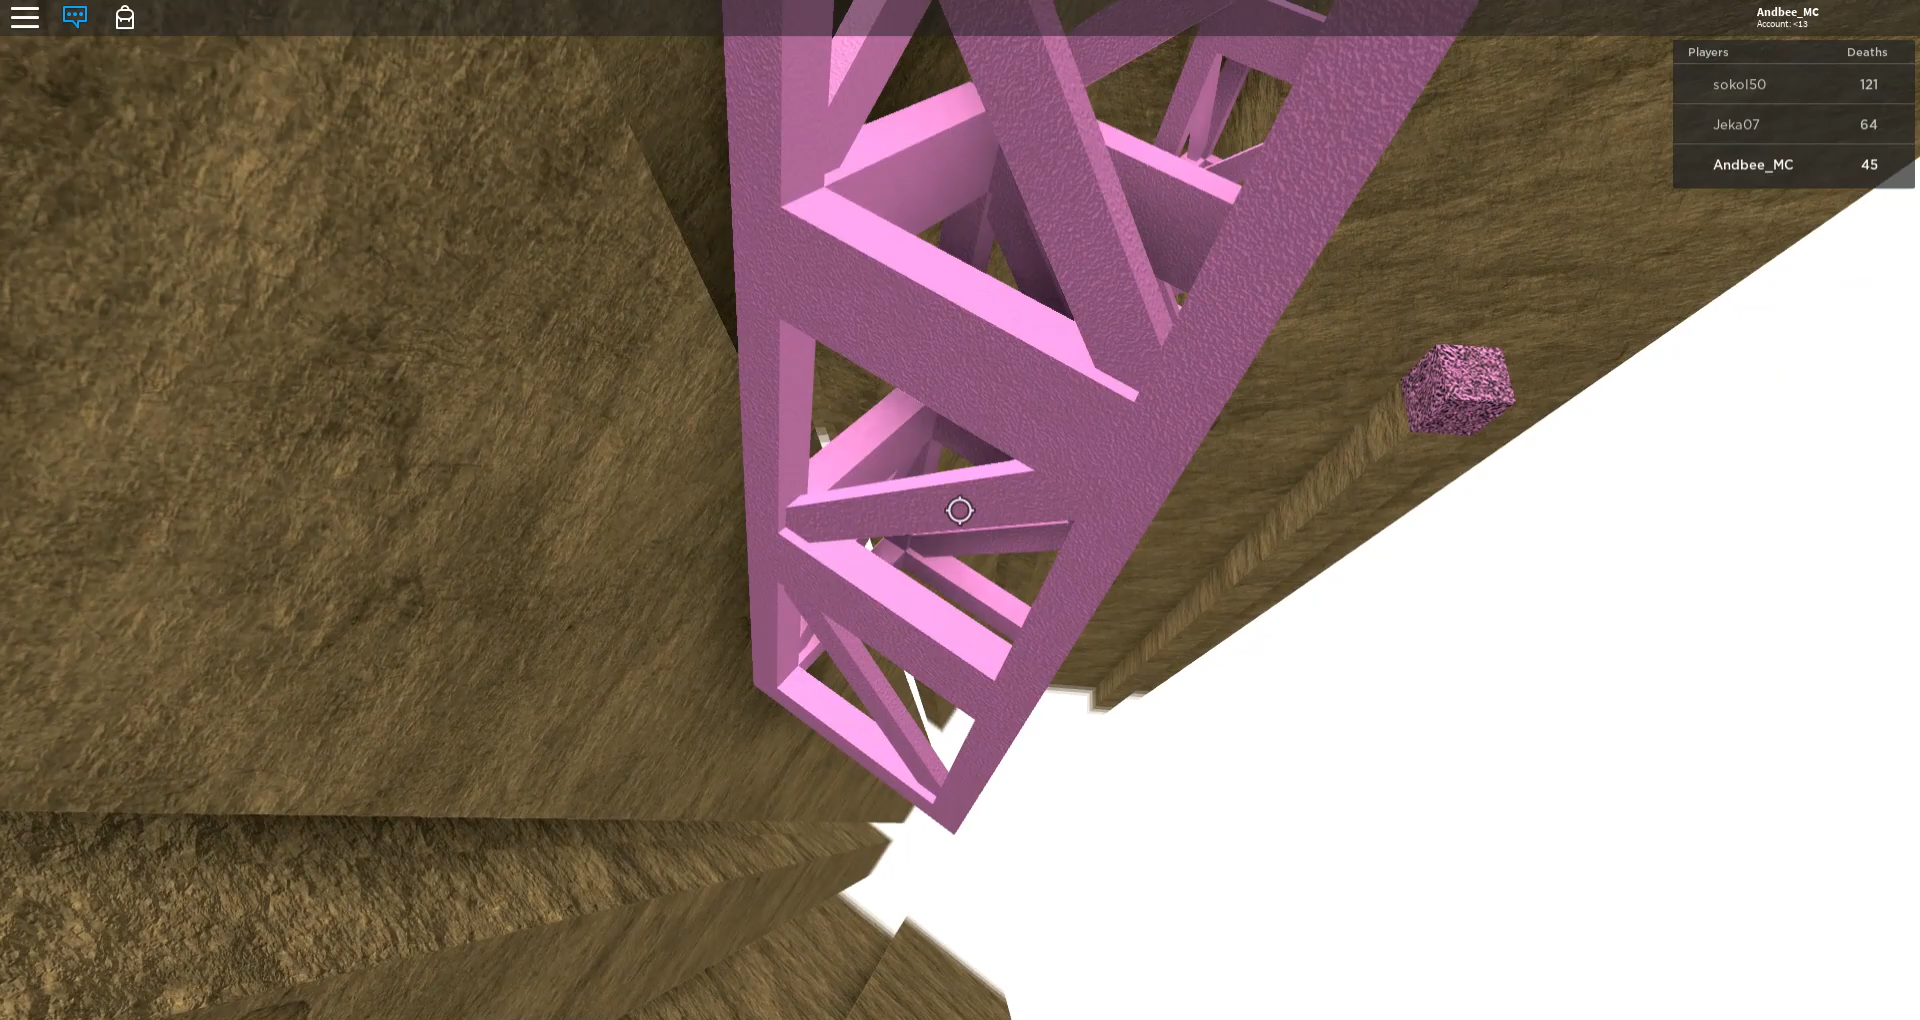 Andbee_MC
Account: <13
Players Deaths
sokol50 121
Jeka07 64
Andbee_MC 45